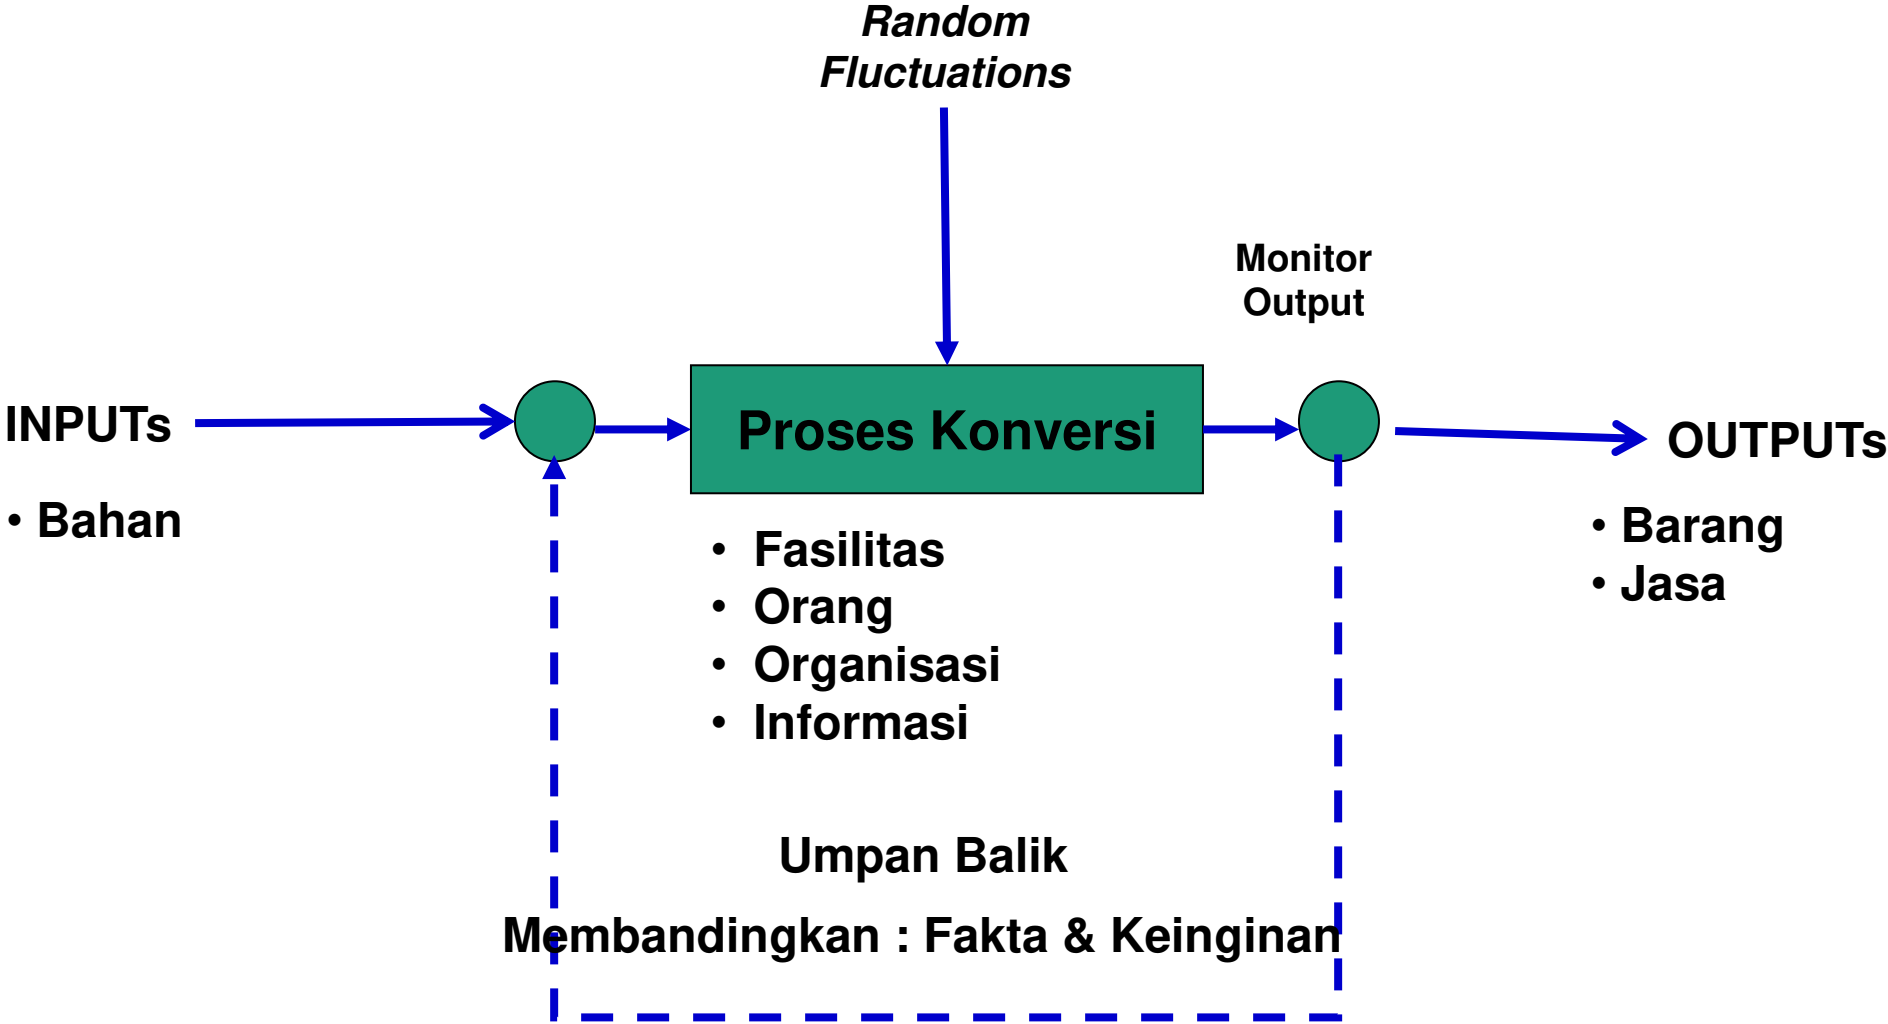 Random
Fluctuations
Monitor
Output
INPUTs
Proses Konversi
OUTPUTs
• Bahan
• Fasilitas
• Orang
• Organisasi
• Informasi
• Barang
• Jasa
Umpan Balik
Membandingkan : Fakta & Keinginan